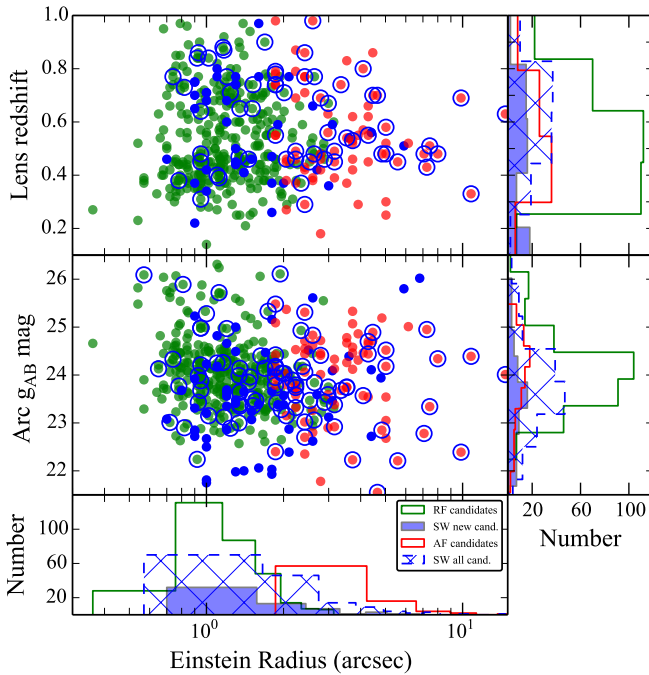 1.0
0.8
0.6
0.4
0.2
Lens redshift
26
25
24
23
22
Arc g_AB mag
20
60
100
Number
RF candidates
SW new cand.
AF candidates
SW all cand.
100
60
20
Number
10^0
10^1
Einstein Radius (arcsec)